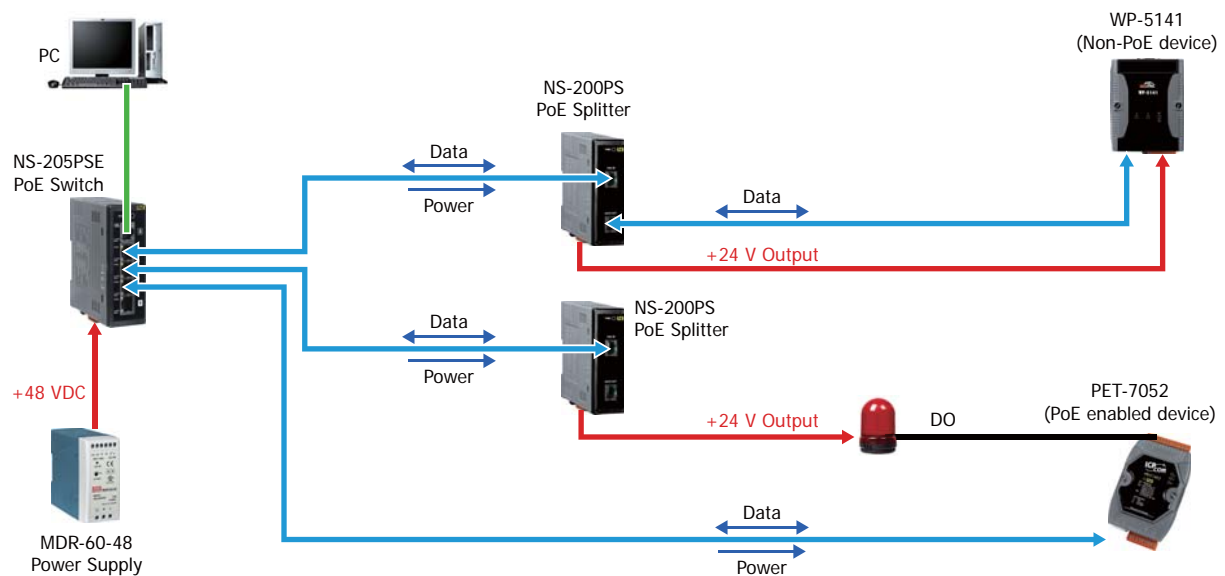 PC
NS-205PSE
PoE Switch
+48 VDC
MDR-60-48
Power Supply
Data
Power
NS-200PS
PoE Splitter
Data
+24 V Output
WP-5141
(Non-PoE device)
WP-5141
Data
Power
NS-200PS
PoE Splitter
+24 V Output
DO
PET-7052
(PoE enabled device)
Data
Power